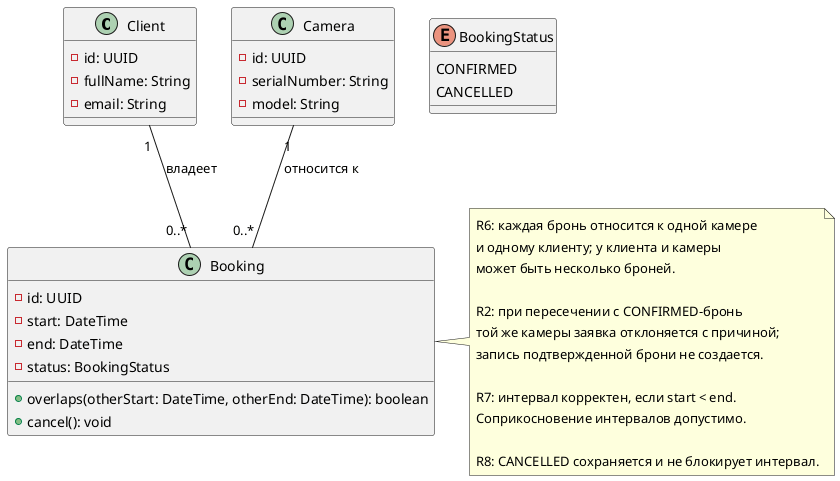 C Client
id: UUID
fullName: String
email: String
C Camera
id: UUID
serialNumber: String
model: String
E BookingStatus
CONFIRMED
CANCELLED
1
владеет
0..*
1
относится к
0..*
C Booking
id: UUID
start: DateTime
end: DateTime
status: BookingStatus
overlaps(otherStart: DateTime, otherEnd: DateTime): boolean
cancel(): void
R6: каждая бронь относится к одной камере
и одному клиенту; у клиента и камеры
может быть несколько броней.
R2: при пересечении с CONFIRMED-бронь
той же камеры заявка отклоняется с причиной;
запись подтвержденной брони не создается.
R7: интервал корректен, если start < end.
Соприкосновение интервалов допустимо.
R8: CANCELLED сохраняется и не блокирует интервал.